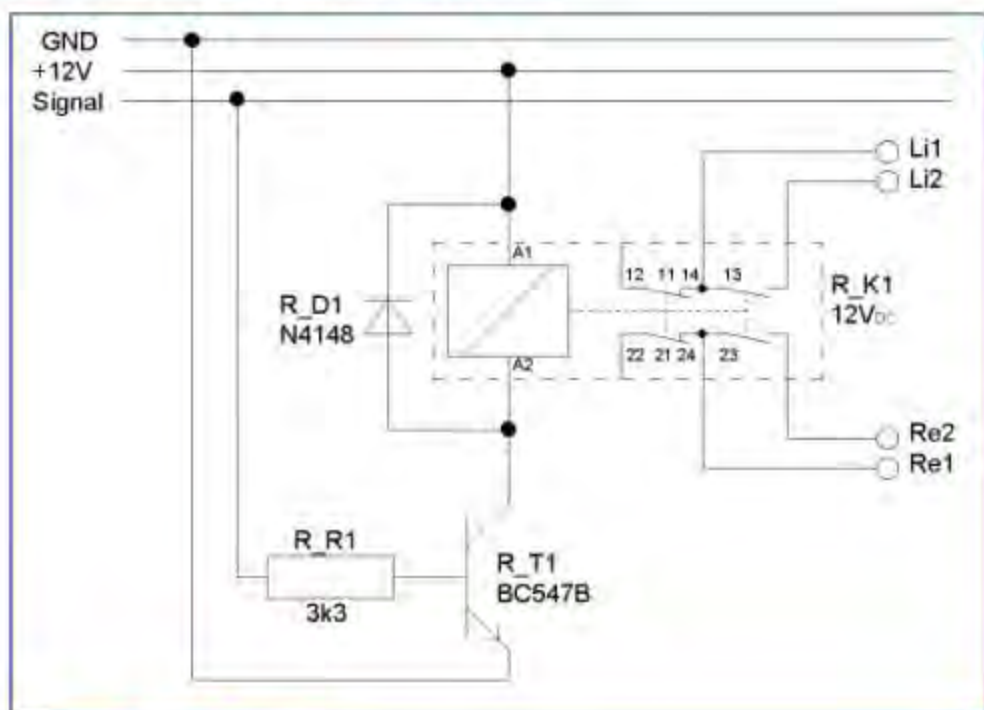 GND
+12V
Signal
Li1
Li2
A1
12 11 14 13
R_K1
12VDC
R_D1
N4148
A2
22 21 24 23
Re2
Re1
R_R1
3k3
R_T1
BC547B